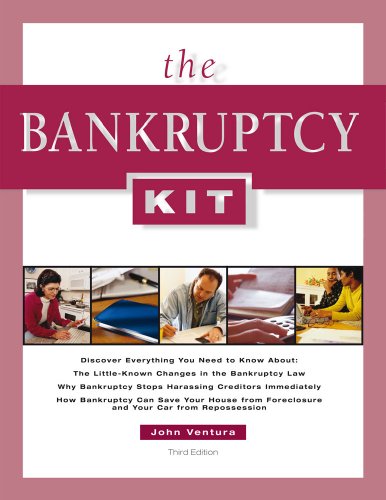 the
BANKRUPTCY
KIT
Discover Everything You Need to Know About:
The Little-Known Changes in the Bankruptcy Law
Why Bankruptcy Stops Harassing Creditors Immediately
How Bankruptcy Can Save Your House from Foreclosure
and Your Car from Repossession
John Ventura
Third Edition